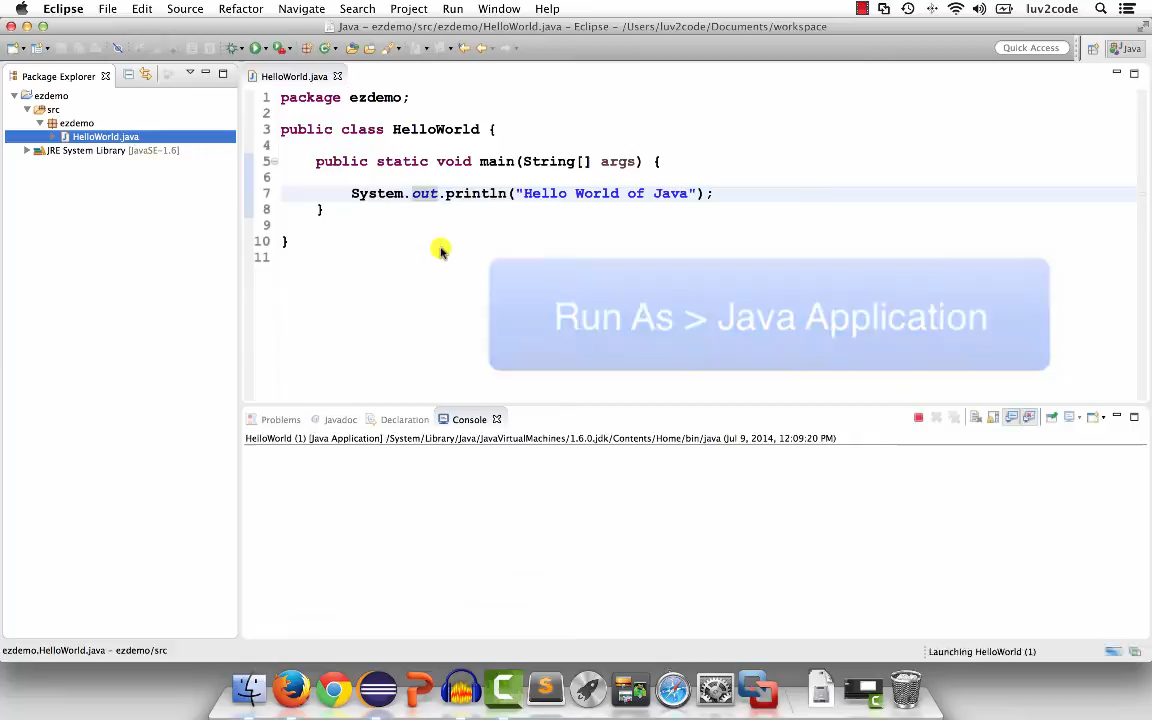 Eclipse File Edit Source Refactor Navigate Search Project Run Window Help luv2code
Java – ezdemo/src/ezdemo/HelloWorld.java – Eclipse – /Users/luv2code/Documents/workspace
Quick Access Java
Package Explorer
HelloWorld.java
ezdemo
src
ezdemo
HelloWorld.java
JRE System Library [JavaSE-1.6]
1 package ezdemo;
2
3 public class HelloWorld {
4
5 public static void main(String[] args) {
6
7 System.out.println("Hello World of Java");
8 }
9
10 }
11
Run As > Java Application
Problems Javadoc Declaration Console
HelloWorld (1) [Java Application] /System/Library/Java/JavaVirtualMachines/1.6.0.jdk/Contents/Home/bin/java (Jul 9, 2014, 12:09:20 PM)
ezdemo.HelloWorld.java – ezdemo/src
Launching HelloWorld (1)